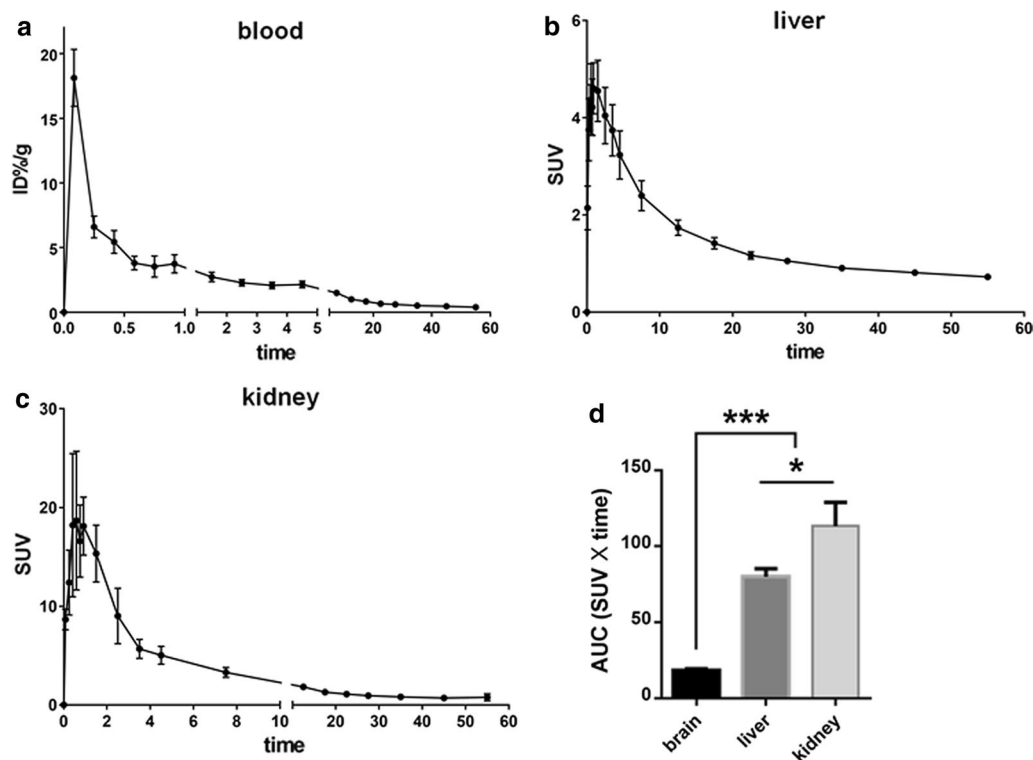 a
blood
20
15
10
5
0
ID%/g
0.0 0.5 1.0 2 3 4 5 20 40 60
time
b
liver
6
4
2
0
SUV
0 10 20 30 40 50 60
time
c
kidney
30
20
10
0
SUV
0 2 4 6 8 10 20 30 40 50 60
time
d
***
*
150
100
50
0
AUC (SUV X time)
brain
liver
kidney